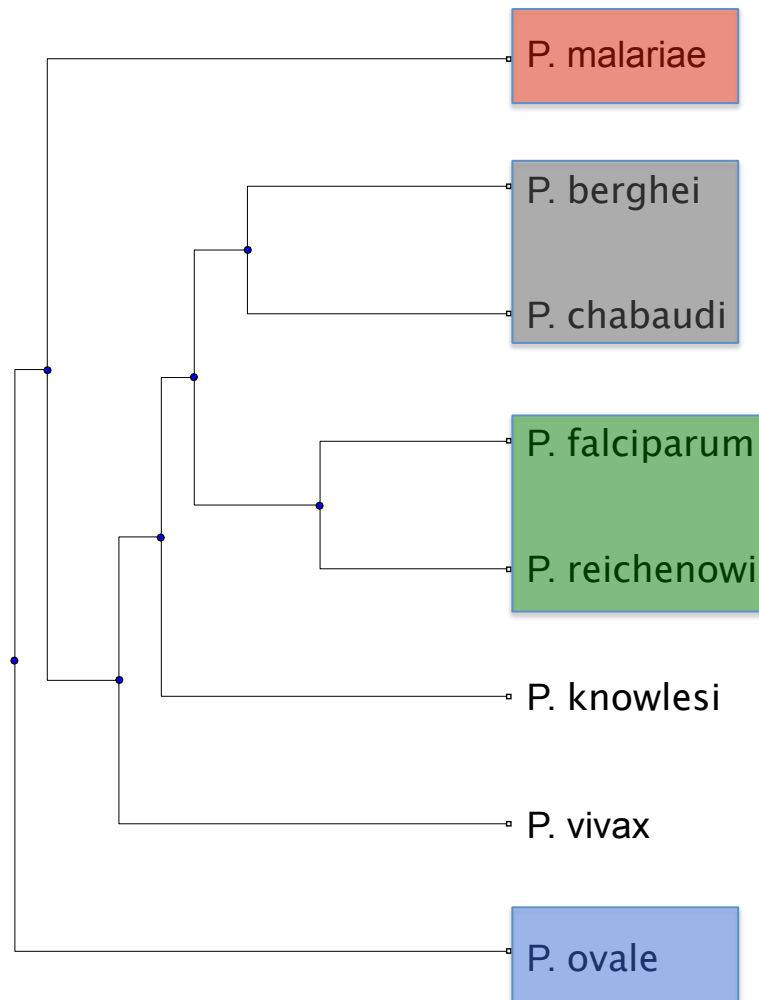 P. malariae
P. berghei
P. chabaudi
P. falciparum
P. reichenowi
P. knowlesi
P. vivax
P. ovale